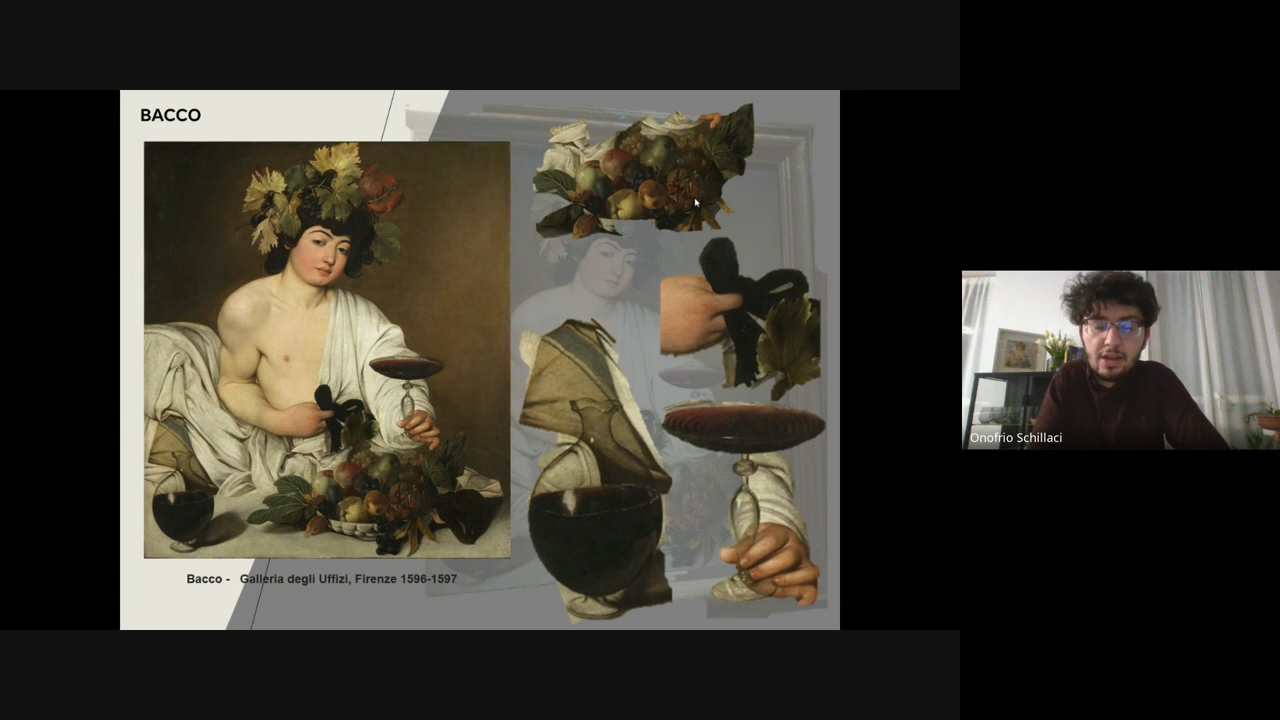 BACCO
Bacco - Galleria degli Uffizi, Firenze 1596-1597
Onofrio Schillaci